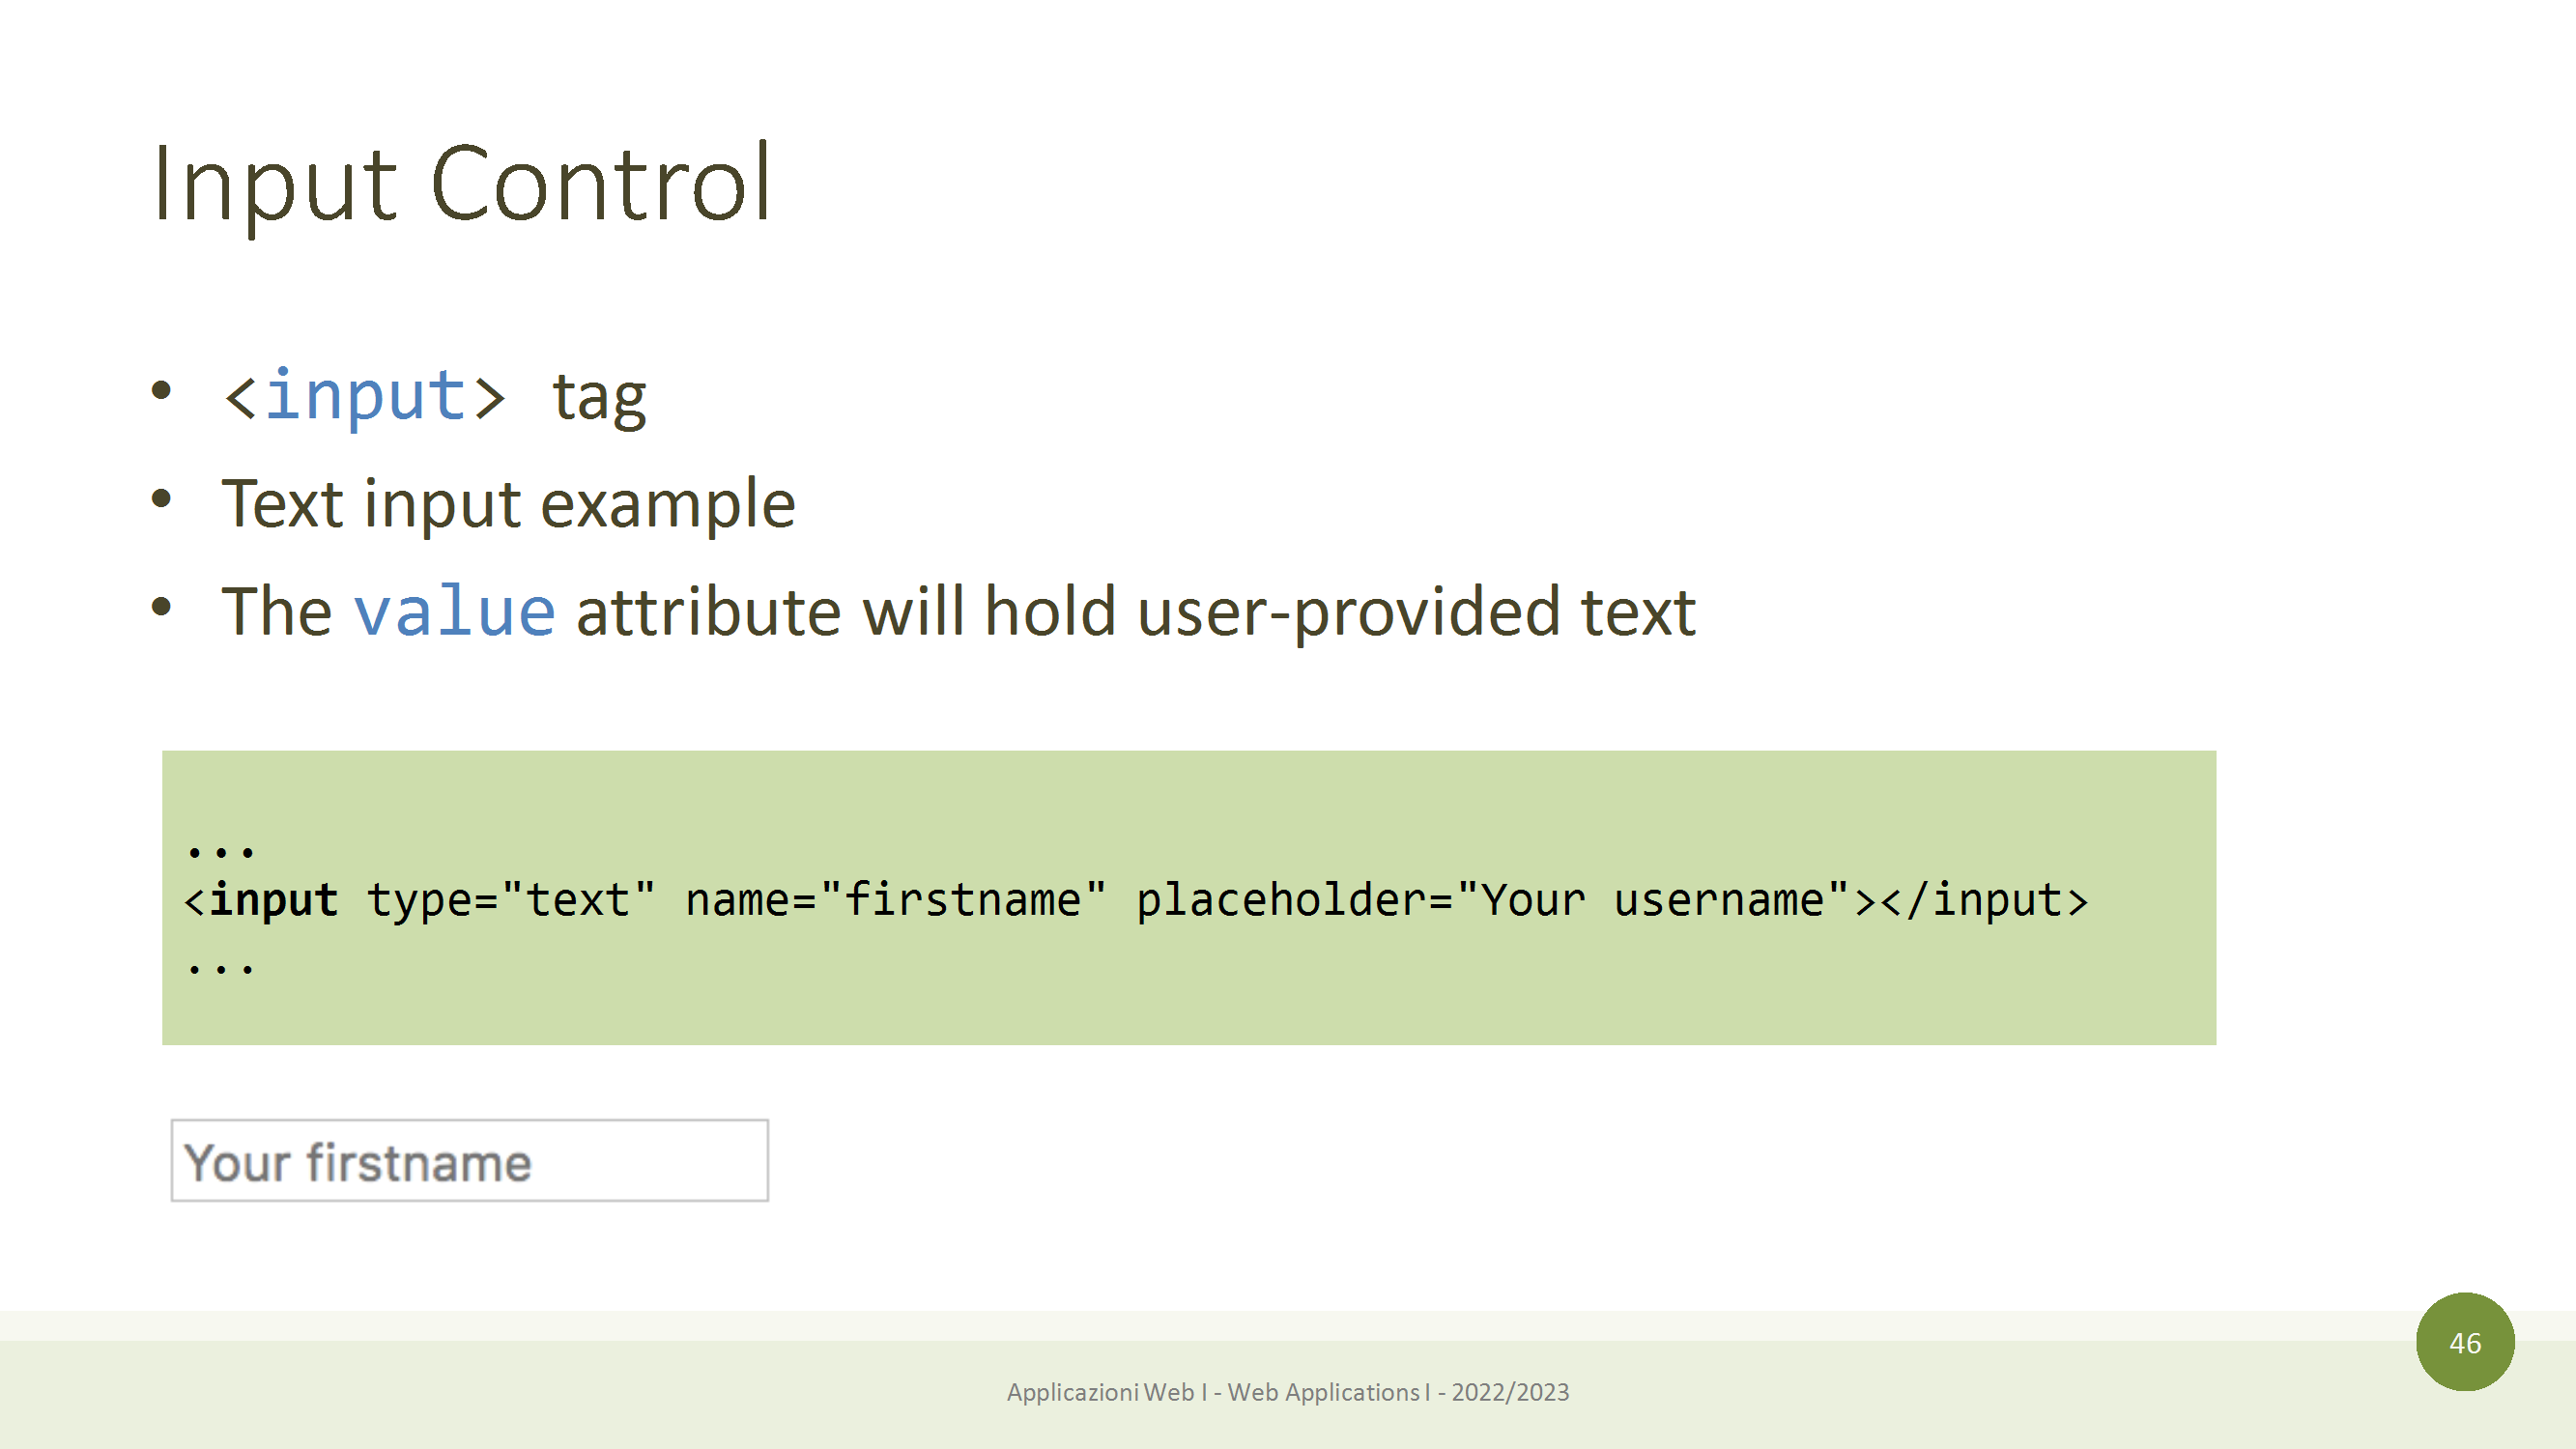 Input Control
• <input> tag
• Text input example
• The value attribute will hold user-provided text
...
<input type="text" name="firstname" placeholder="Your username"></input>
...
Your firstname
46
Applicazioni Web I - Web Applications I - 2022/2023